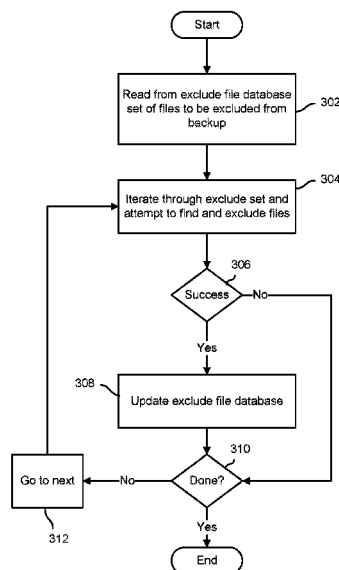 Start
Read from exclude file database
set of files to be excluded from
backup
302
304
Iterate through exclude set and
attempt to find and exclude files
306
Success
No
Yes
308
Update exclude file database
310
Go to next
No
Done?
312
Yes
End